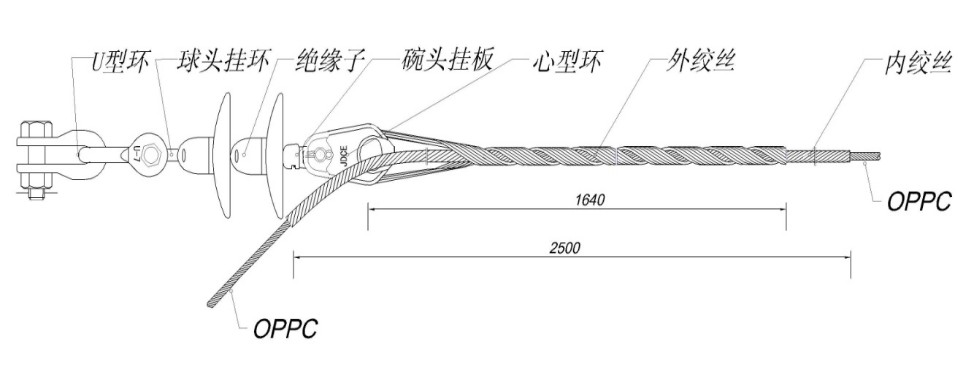 U型环
球头挂环
绝缘子
碗头挂板
心型环
外绞丝
内绞丝
U-7
JDCE
OPPC
1640
2500
OPPC